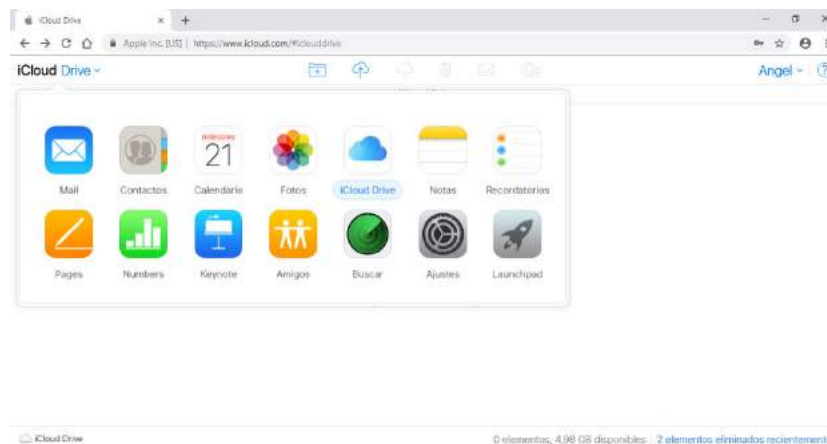 iCloud Drive
Apple Inc. [US] | https://www.icloud.com/#iclouddrive
iCloud Drive
Angel
MIÉRCOLES
21
Mail
Contactos
Calendario
Fotos
iCloud Drive
Notas
Recordatorios
Pages
Numbers
Keynote
Amigos
Buscar
Ajustes
Launchpad
iCloud Drive
0 elementos, 4,98 GB disponibles
2 elementos eliminados recientemente